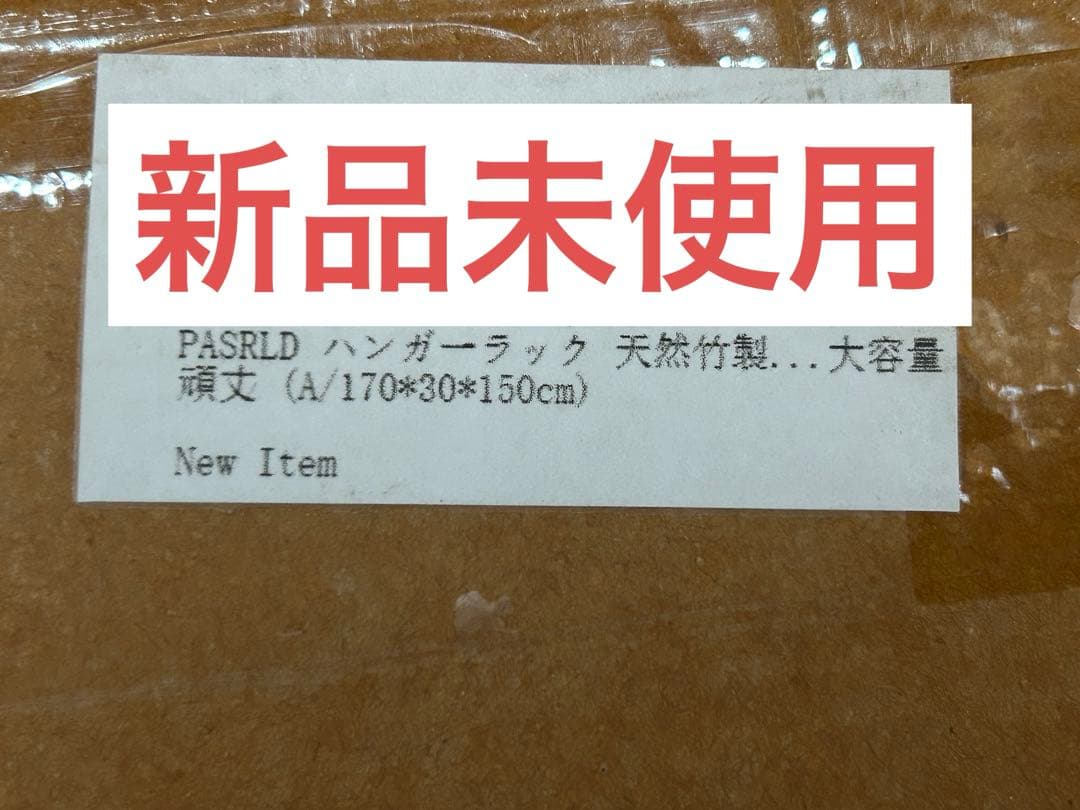 新品未使用
PASRLD ハンガーラック 天然竹製...大容量
頑丈 (A/170*30*150cm)
New Item